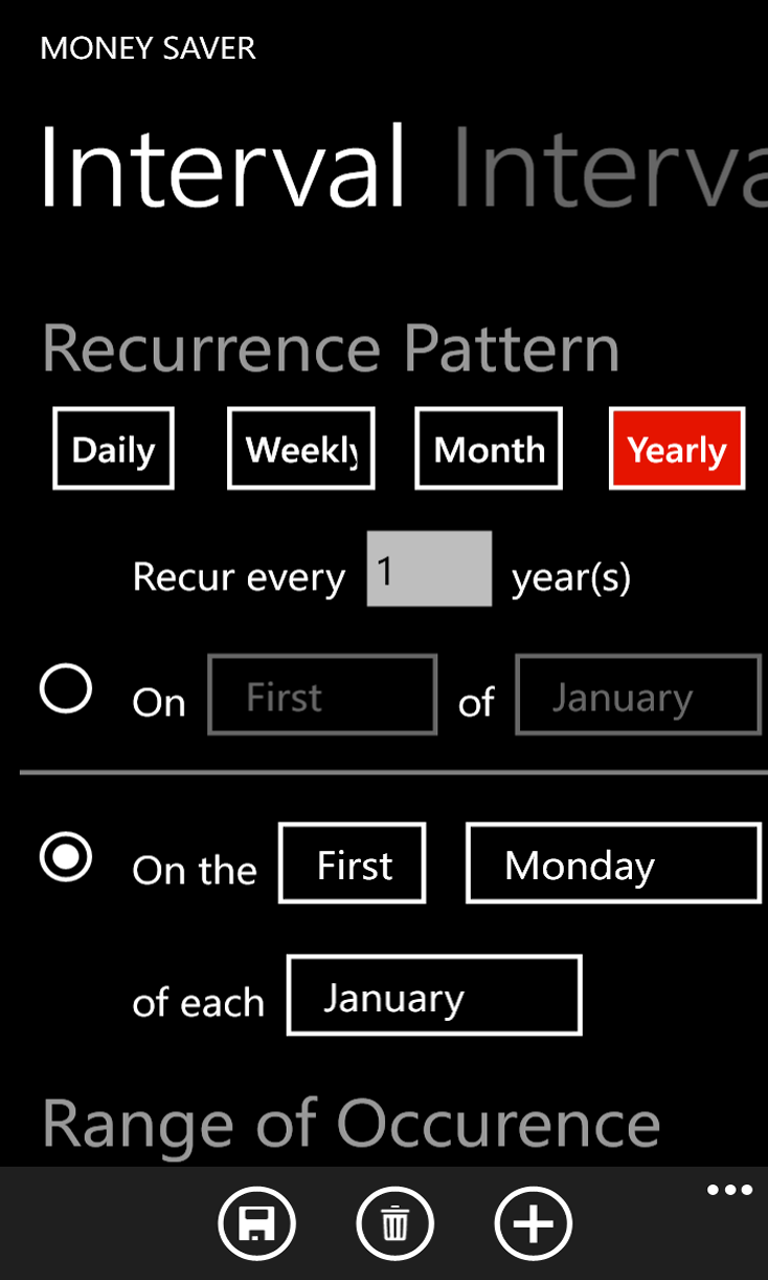 MONEY SAVER
Interval Interva
Recurrence Pattern
Daily Weekly Month Yearly
Recur every 1 year(s)
On First of January
On the First Monday
of each January
Range of Occurence